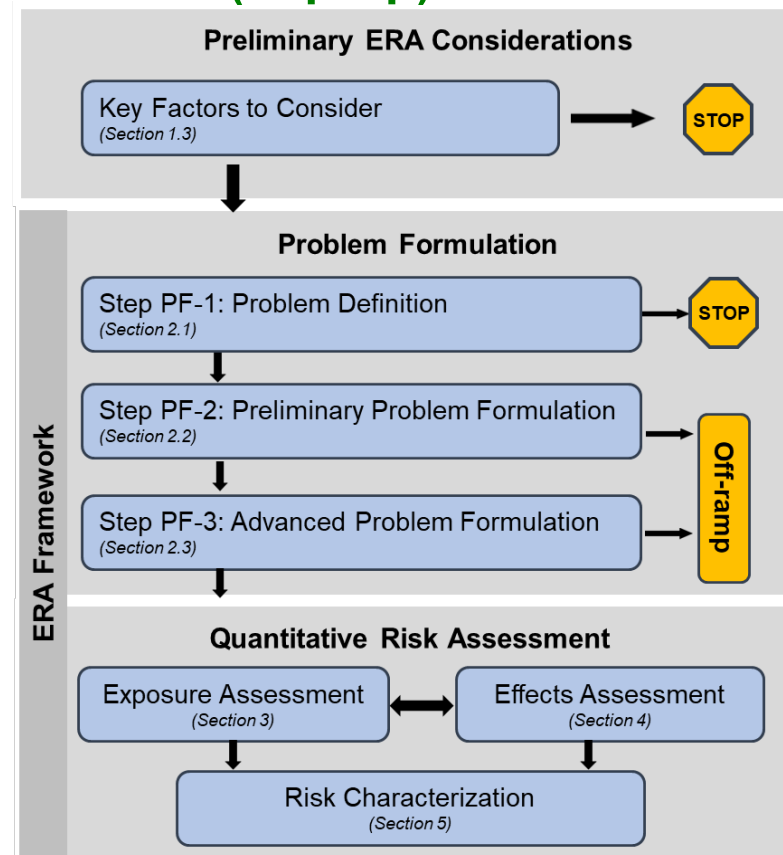 Preliminary ERA Considerations
Key Factors to Consider
(Section 1.3)
STOP
ERA Framework
Problem Formulation
Step PF-1: Problem Definition
(Section 2.1)
STOP
Step PF-2: Preliminary Problem Formulation
(Section 2.2)
Off-ramp
Step PF-3: Advanced Problem Formulation
(Section 2.3)
Quantitative Risk Assessment
Exposure Assessment
(Section 3)
Effects Assessment
(Section 4)
Risk Characterization
(Section 5)